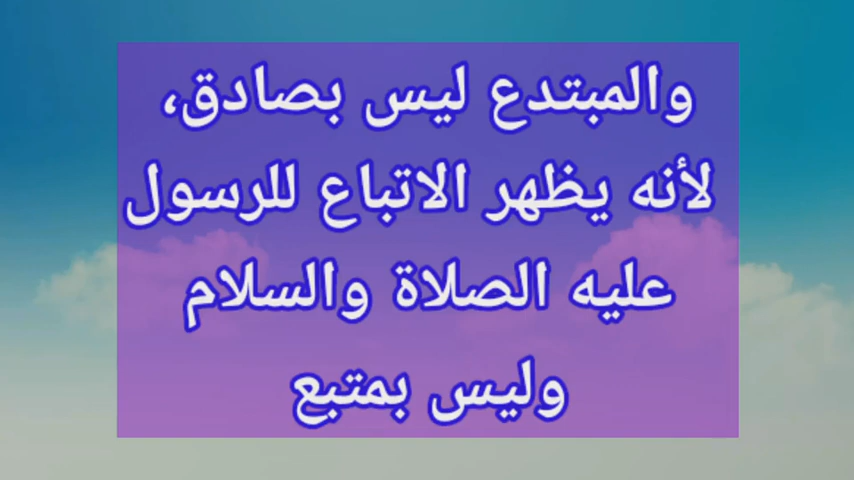 والمبتدع ليس بصادق،
لأنه يظهر الاتباع للرسول
عليه الصلاة والسلام
وليس بمتبع